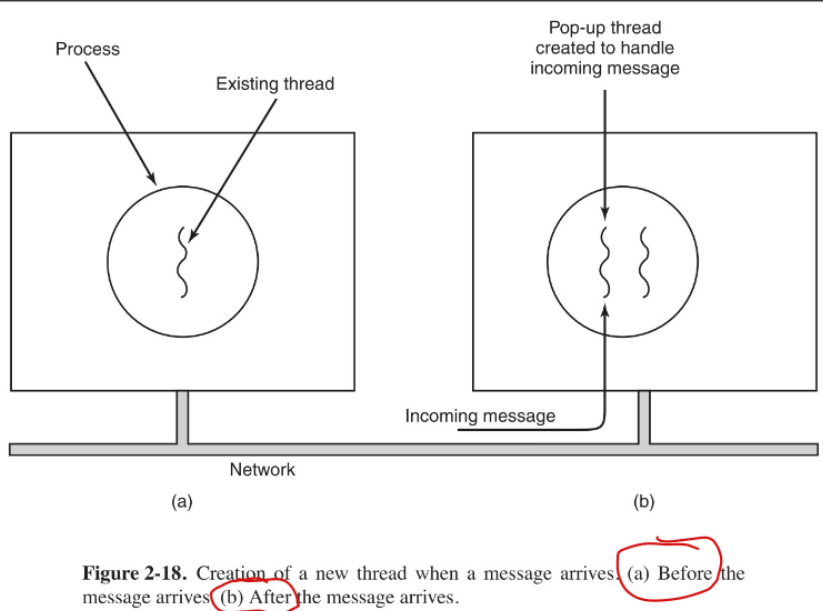 Process
Existing thread
Pop-up thread
created to handle
incoming message
Incoming message
Network
(a)
(b)
Figure 2-18. Creation of a new thread when a message arrives. (a) Before the
message arrives. (b) After the message arrives.